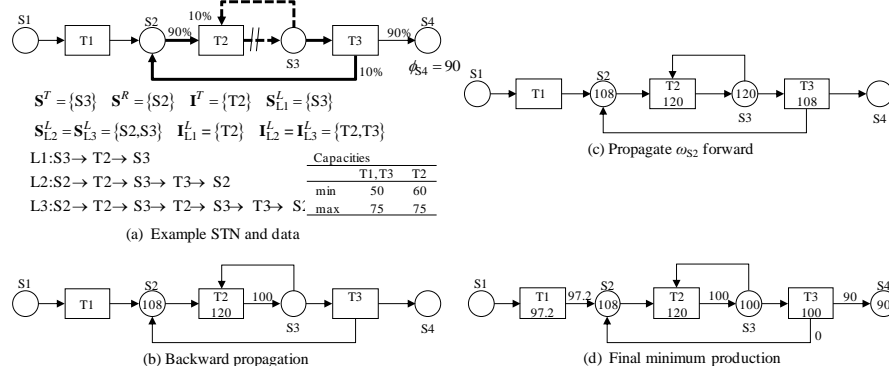 S1
T1
S2
90%
10%
T2
S3
T3
90%
10%
S4
ϕS4 = 90
S^T = {S3} S^R = {S2} I^T = {T2} S^L_L1 = {S3}
S^L_L2 = S^L_L3 = {S2,S3} I^L_L1 = {T2} I^L_L2 = I^L_L3 = {T2,T3}
L1:S3→ T2→ S3
L2:S2→ T2→ S3→ T3→ S2
L3:S2→ T2→ S3→ T2→ S3→ T3→ S2
Capacities
T1,T3 T2
min 50 60
max 75 75
(a) Example STN and data
S1
T1
S2
108
T2
120
120
S3
T3
108
S4
(c) Propagate ωS2 forward
S1
T1
S2
108
T2
120
100
S3
T3
S4
(b) Backward propagation
S1
T1
97.2
97.2
S2
108
T2
120
100
100
S3
T3
100
90
0
S4
90
(d) Final minimum production